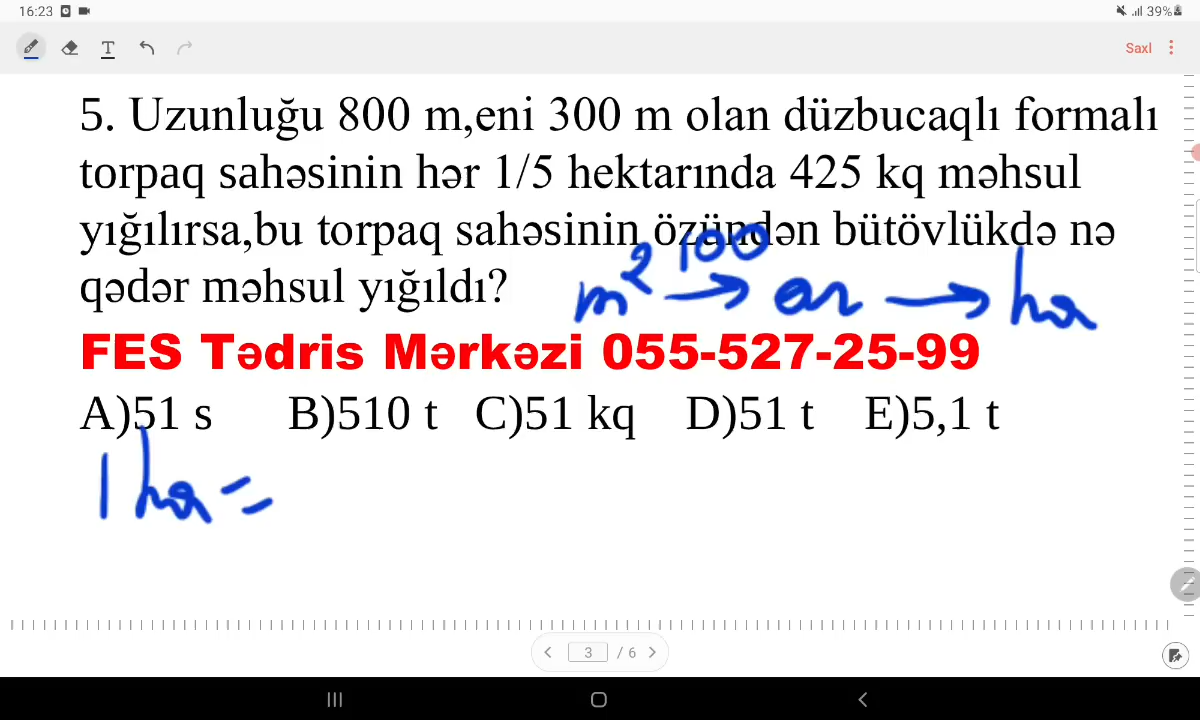 16:23
39%
Saxl
5. Uzunluğu 800 m,eni 300 m olan düzbucaqlı formalı
torpaq sahəsinin hər 1/5 hektarında 425 kq məhsul
yığılırsa,bu torpaq sahəsinin özündən bütövlükdə nə
qədər məhsul yığıldı?
100
m² → ar → ha
FES Tədris Mərkəzi 055-527-25-99
A)51 s B)510 t C)51 kq D)51 t E)5,1 t
1 ha =
3 / 6